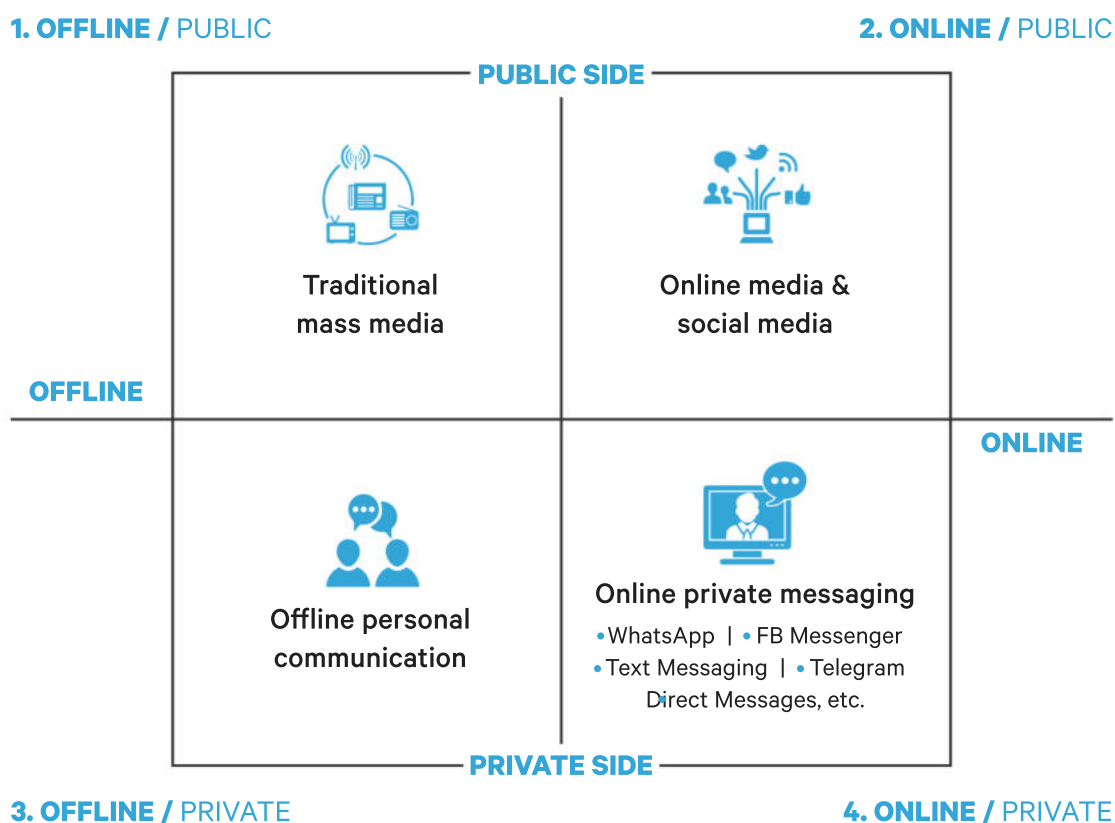 1. OFFLINE / PUBLIC
2. ONLINE / PUBLIC
PUBLIC SIDE
Traditional
mass media
Online media &
social media
OFFLINE
ONLINE
Offline personal
communication
Online private messaging
•WhatsApp | • FB Messenger
• Text Messaging | • Telegram
•Direct Messages, etc.
PRIVATE SIDE
3. OFFLINE / PRIVATE
4. ONLINE / PRIVATE